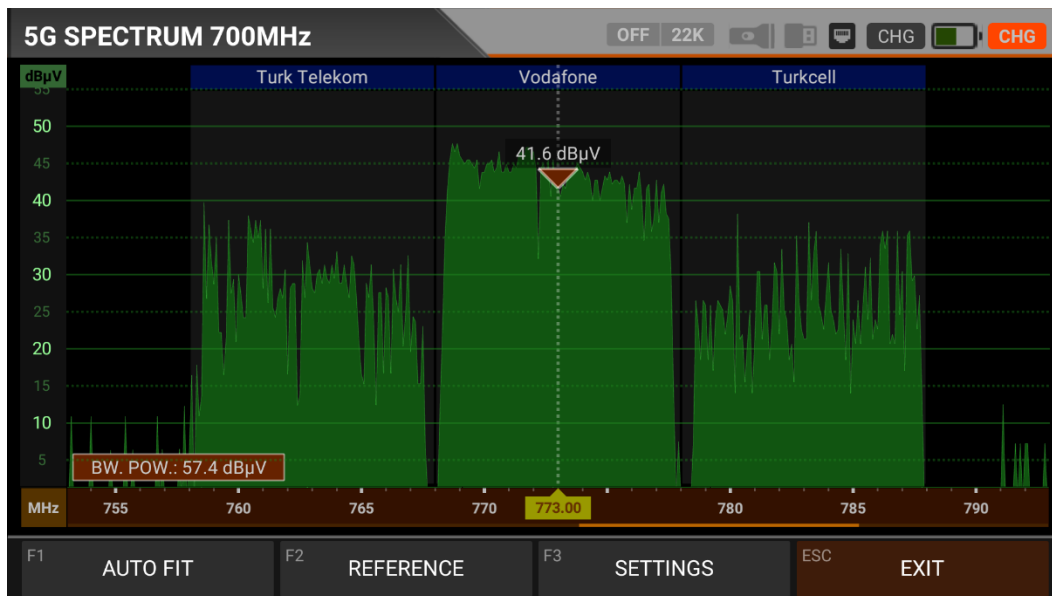 5G SPECTRUM 700MHz
OFF 22K CHG CHG
dBµV Turk Telekom Vodafone Turkcell
55
50
41.6 dBµV
45
40
35
30
25
20
15
10
5
BW. POW.: 57.4 dBµV
MHz 755 760 765 770 773.00 780 785 790
F1 AUTO FIT F2 REFERENCE F3 SETTINGS ESC EXIT